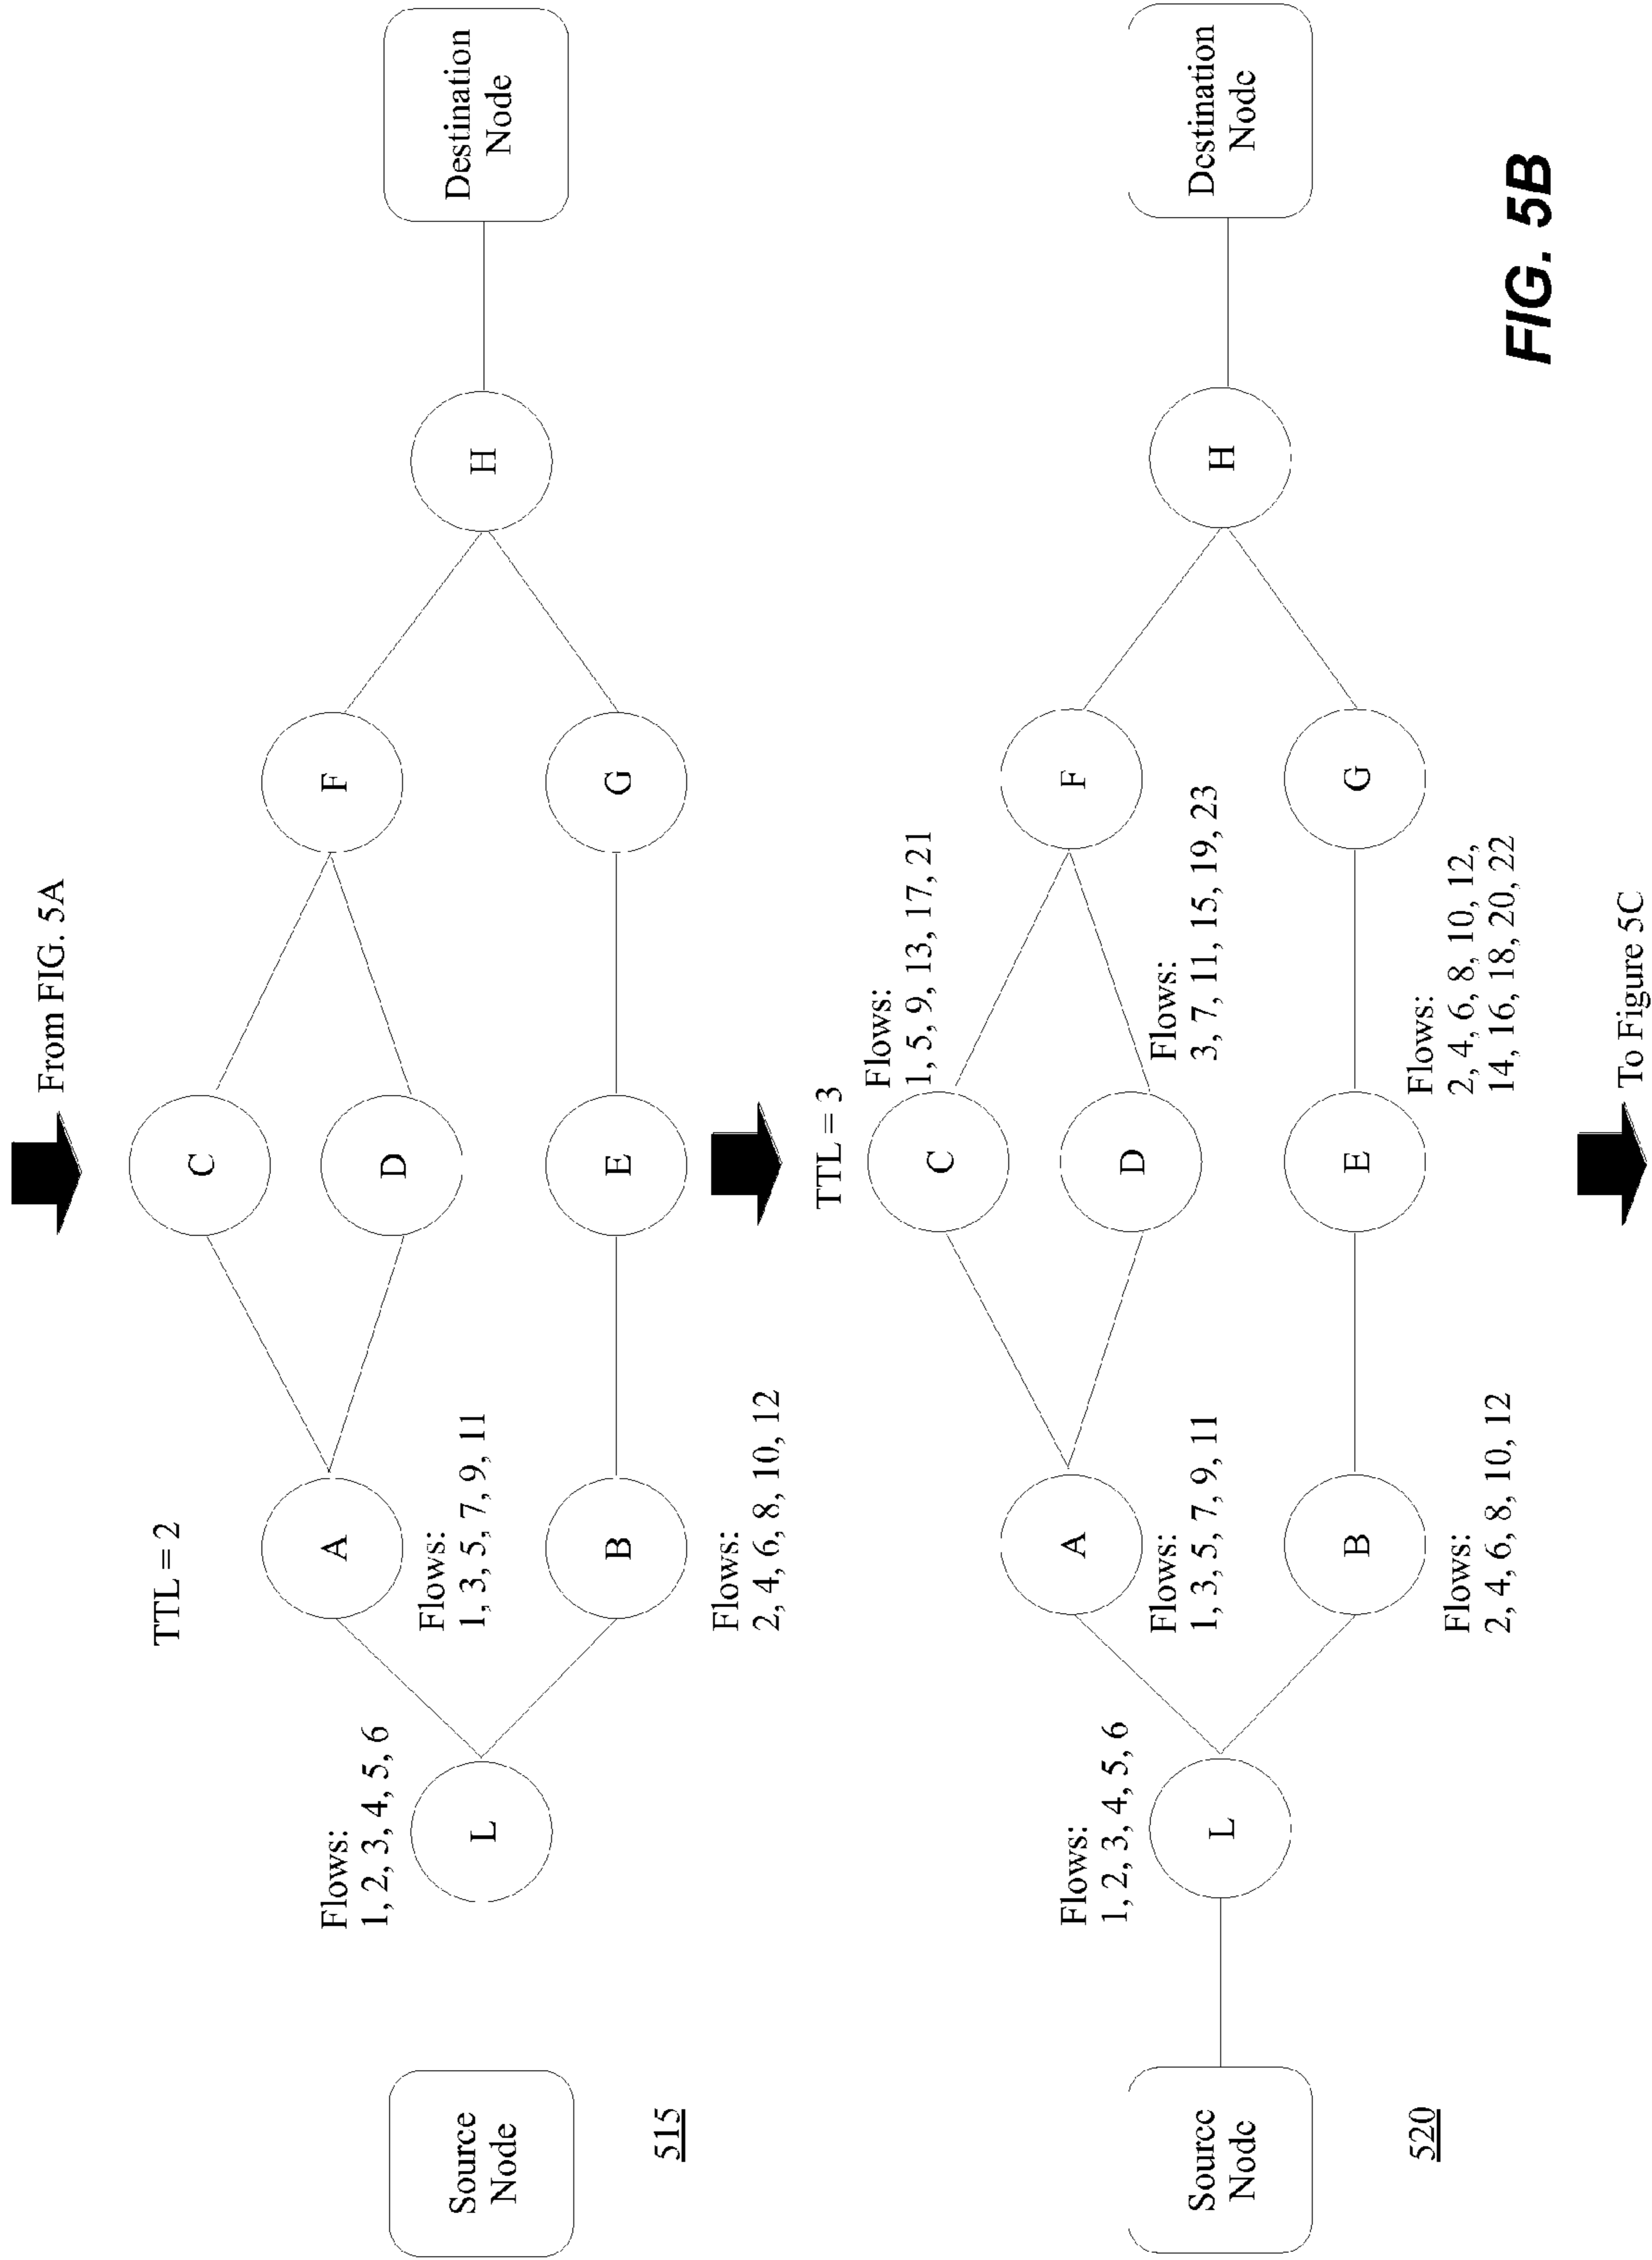 From FIG. 5A
TTL = 2
Source
Node
515
Flows:
1, 2, 3, 4, 5, 6
L
A
Flows:
1, 3, 5, 7, 9, 11
B
Flows:
2, 4, 6, 8, 10, 12
C
D
E
F
G
H
Destination
Node
TTL = 3
Source
Node
520
Flows:
1, 2, 3, 4, 5, 6
L
A
Flows:
1, 3, 5, 7, 9, 11
B
Flows:
2, 4, 6, 8, 10, 12
C
Flows:
1, 5, 9, 13, 17, 21
D
Flows:
3, 7, 11, 15, 19, 23
E
Flows:
2, 4, 6, 8, 10, 12,
14, 16, 18, 20, 22
F
G
H
Destination
Node
To Figure 5C
FIG. 5B